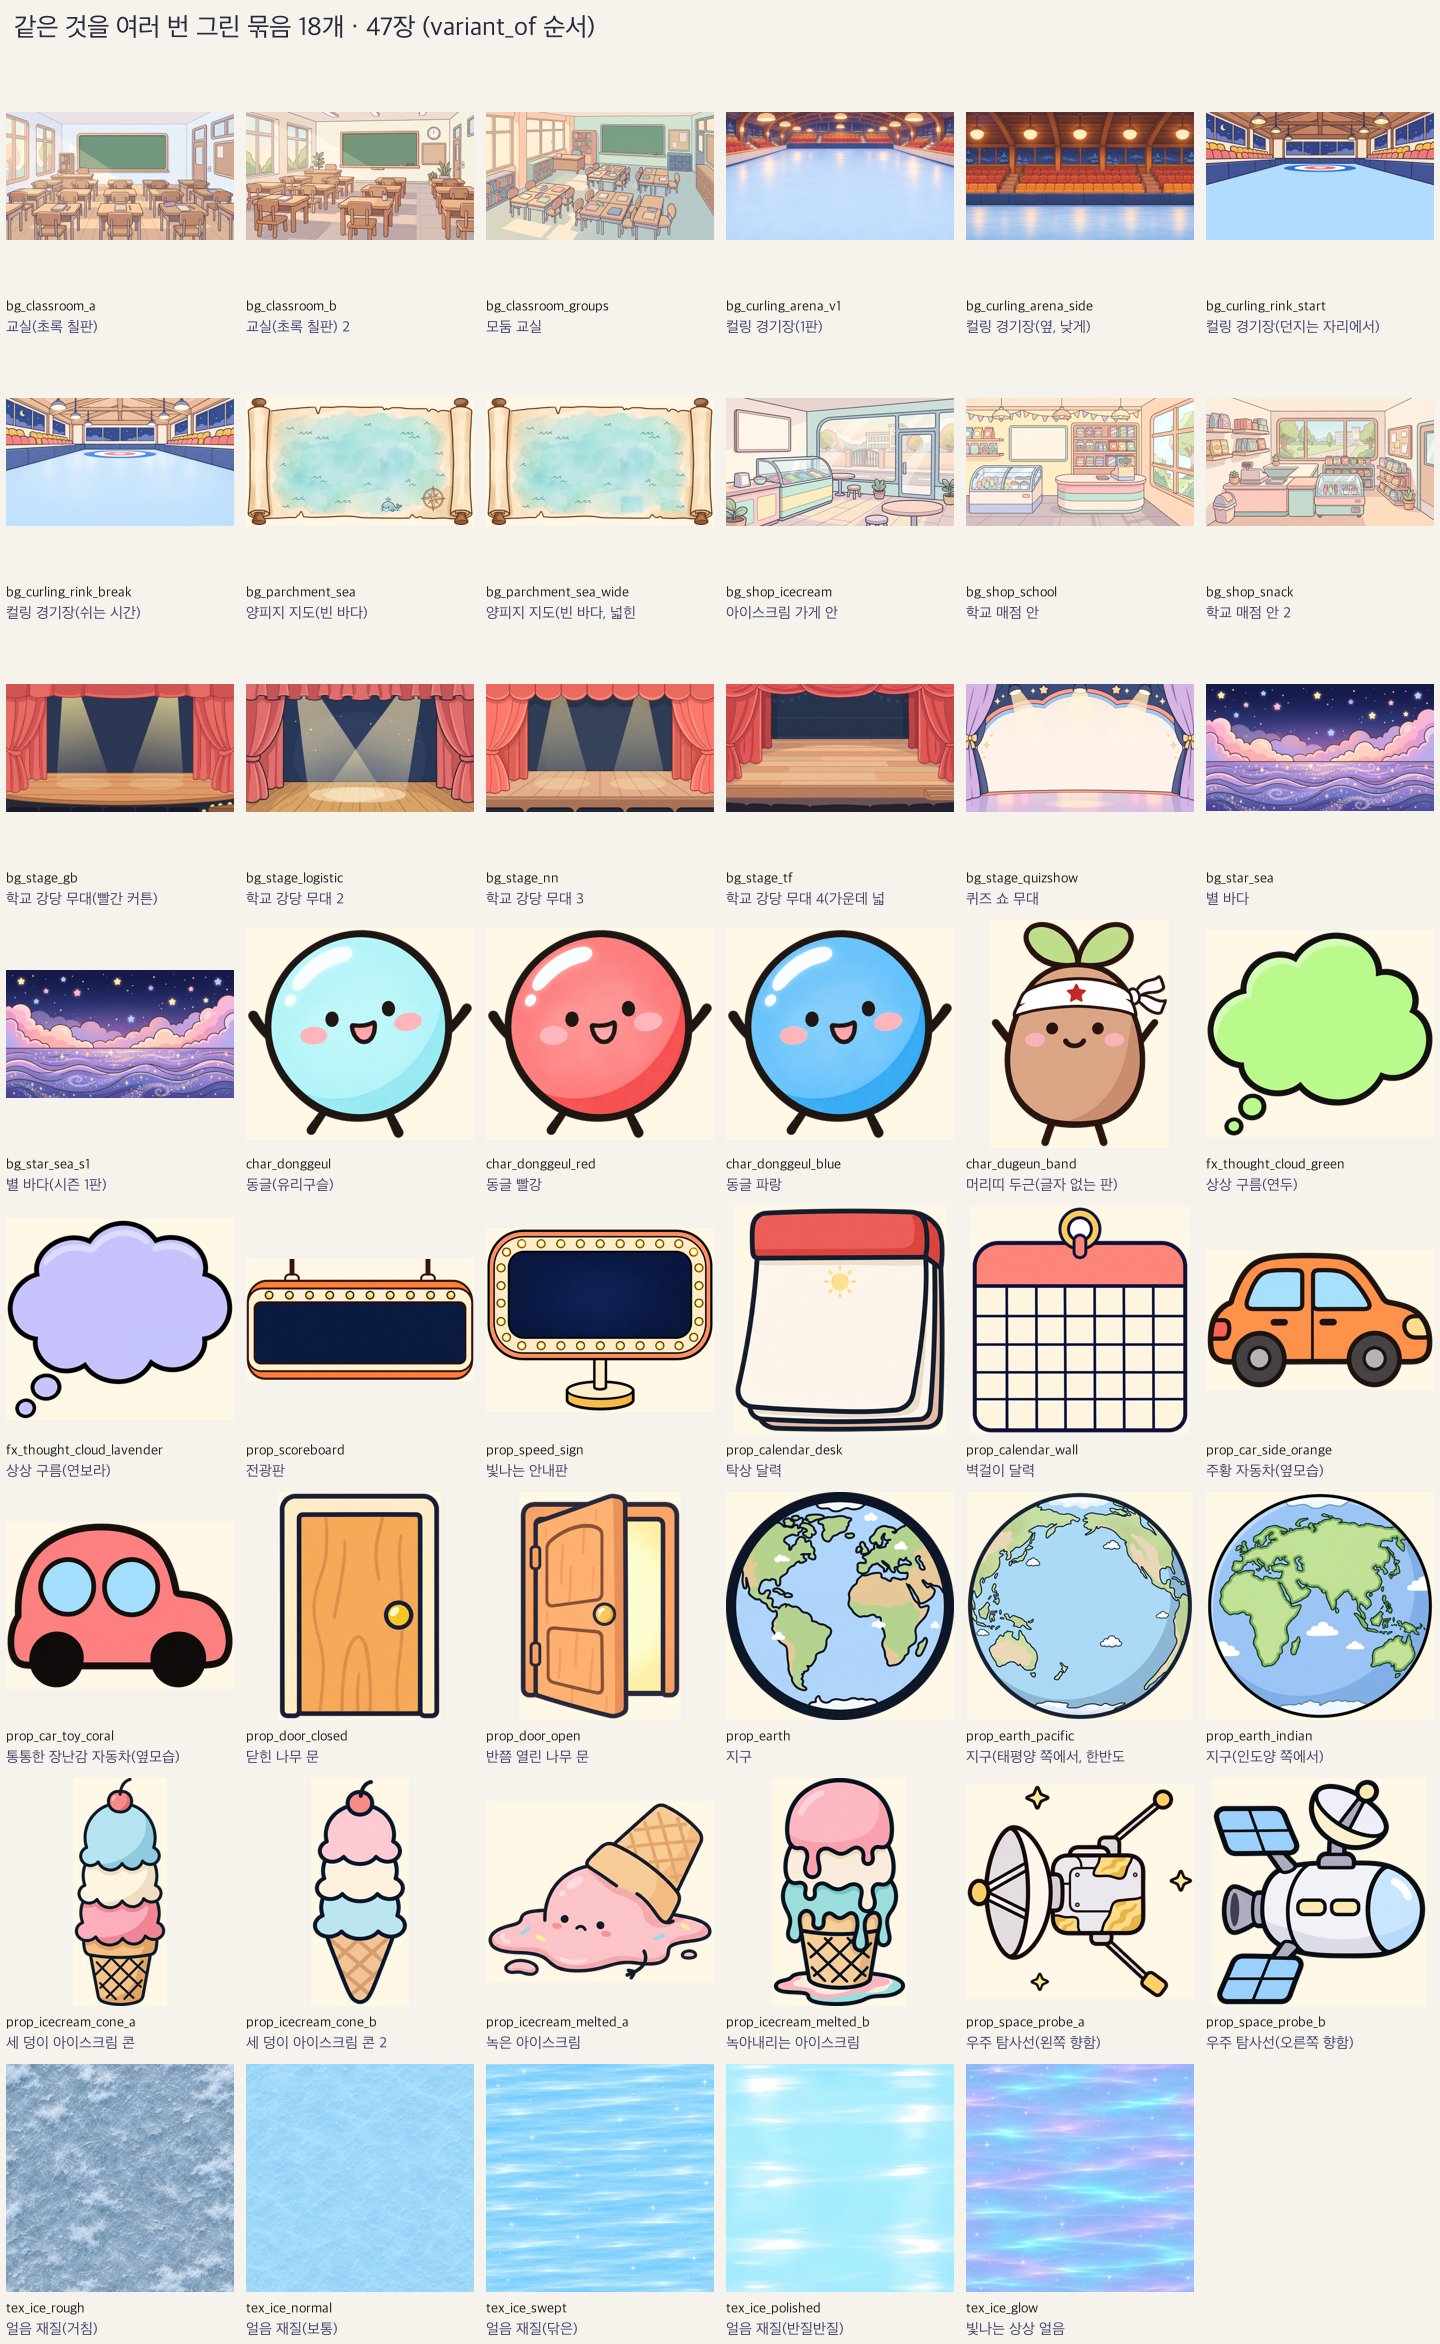 같은 것을 여러 번 그린 묶음 18개 · 47장 (variant_of 순서)
bg_classroom_a
교실(초록 칠판)
bg_classroom_b
교실(초록 칠판) 2
bg_classroom_groups
모둠 교실
bg_curling_arena_v1
컬링 경기장(1판)
bg_curling_arena_side
컬링 경기장(옆, 낮게)
bg_curling_rink_start
컬링 경기장(던지는 자리에서)
bg_curling_rink_break
컬링 경기장(쉬는 시간)
bg_parchment_sea
양피지 지도(빈 바다)
bg_parchment_sea_wide
양피지 지도(빈 바다, 넓힌
bg_shop_icecream
아이스크림 가게 안
bg_shop_school
학교 매점 안
bg_shop_snack
학교 매점 안 2
bg_stage_gb
학교 강당 무대(빨간 커튼)
bg_stage_logistic
학교 강당 무대 2
bg_stage_nn
학교 강당 무대 3
bg_stage_tf
학교 강당 무대 4(가운데 넓
bg_stage_quizshow
퀴즈 쇼 무대
bg_star_sea
별 바다
bg_star_sea_s1
별 바다(시즌 1판)
char_donggeul
동글(유리구슬)
char_donggeul_red
동글 빨강
char_donggeul_blue
동글 파랑
char_dugeun_band
머리띠 두근(글자 없는 판)
fx_thought_cloud_green
상상 구름(연두)
fx_thought_cloud_lavender
상상 구름(연보라)
prop_scoreboard
전광판
prop_speed_sign
빛나는 안내판
prop_calendar_desk
탁상 달력
prop_calendar_wall
벽걸이 달력
prop_car_side_orange
주황 자동차(옆모습)
prop_car_toy_coral
통통한 장난감 자동차(옆모습)
prop_door_closed
닫힌 나무 문
prop_door_open
반쯤 열린 나무 문
prop_earth
지구
prop_earth_pacific
지구(태평양 쪽에서, 한반도
prop_earth_indian
지구(인도양 쪽에서)
prop_icecream_cone_a
세 덩이 아이스크림 콘
prop_icecream_cone_b
세 덩이 아이스크림 콘 2
prop_icecream_melted_a
녹은 아이스크림
prop_icecream_melted_b
녹아내리는 아이스크림
prop_space_probe_a
우주 탐사선(왼쪽 향함)
prop_space_probe_b
우주 탐사선(오른쪽 향함)
tex_ice_rough
얼음 재질(거침)
tex_ice_normal
얼음 재질(보통)
tex_ice_swept
얼음 재질(닦은)
tex_ice_polished
얼음 재질(반질반질)
tex_ice_glow
빛나는 상상 얼음